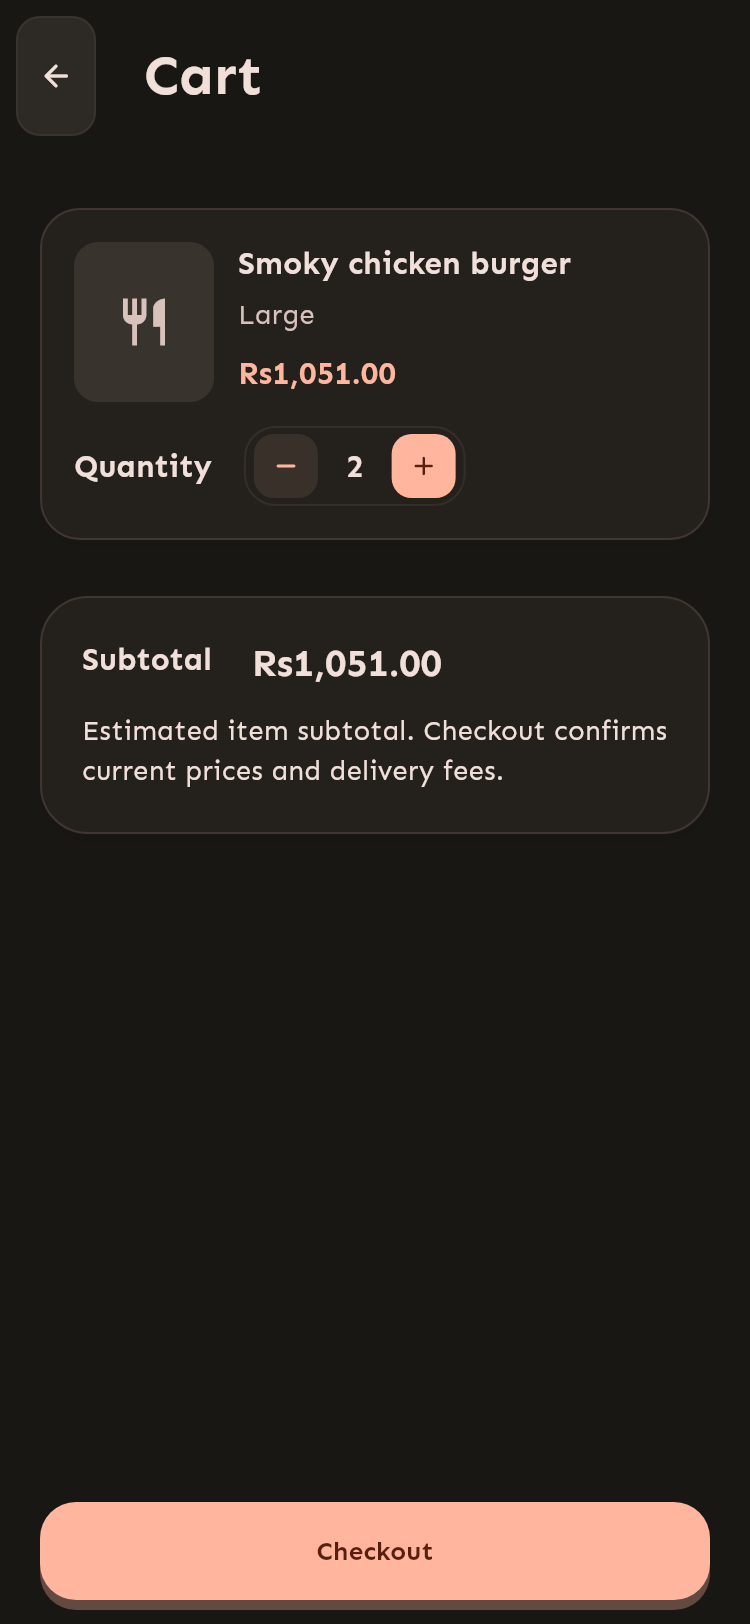 Cart
Smoky chicken burger
Large
Rs1,051.00
Quantity
2
Subtotal Rs1,051.00
Estimated item subtotal. Checkout confirms
current prices and delivery fees.
Checkout